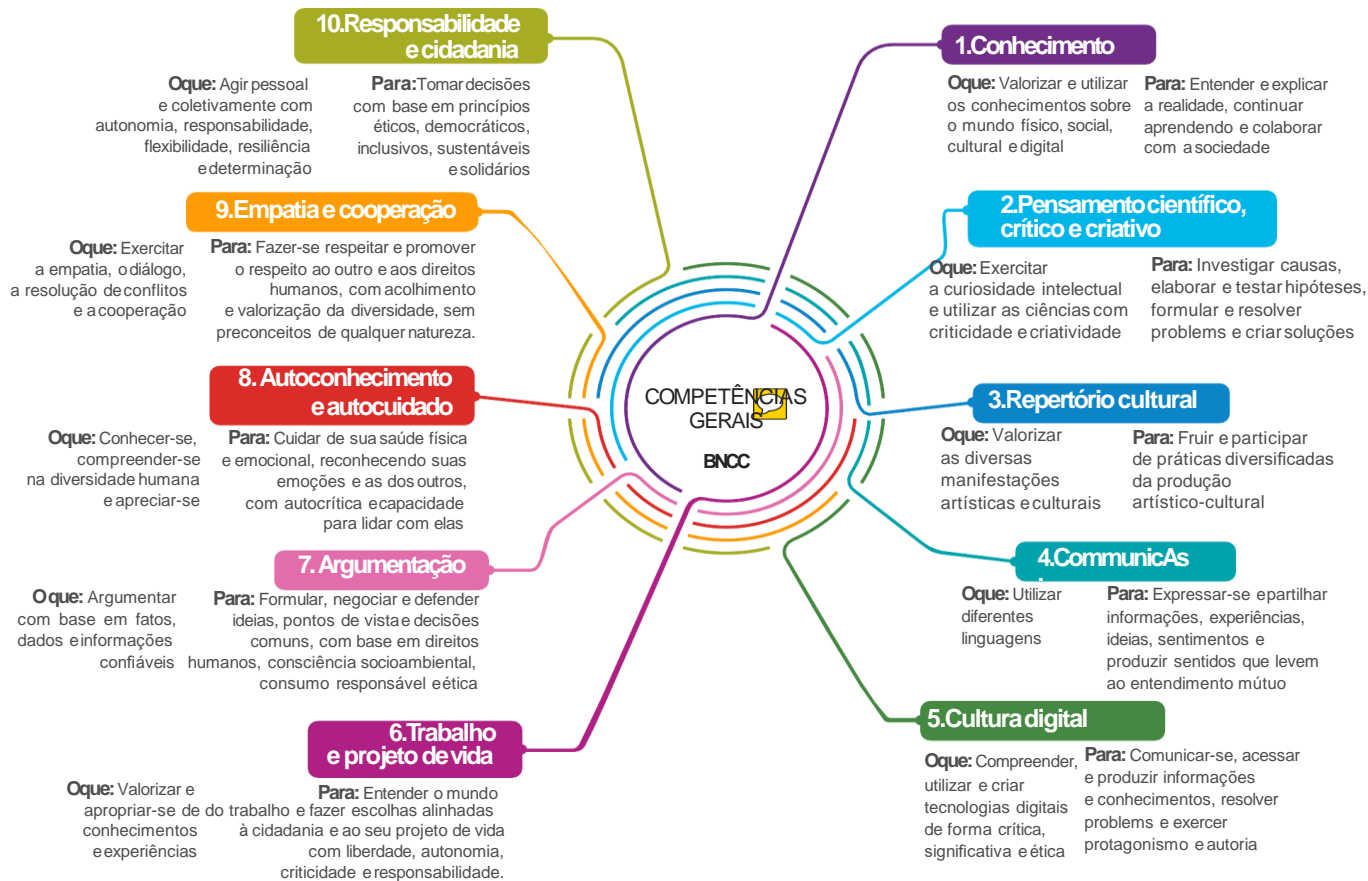 10.Responsabilidade
e cidadania
Oque: Agir pessoal
e coletivamente com
autonomia, responsabilidade,
flexibilidade, resiliência
e determinação
Para: Tomar decisões
com base em princípios
éticos, democráticos,
inclusivos, sustentáveis
e solidários
1.Conhecimento
Oque: Valorizar e utilizar
os conhecimentos sobre
o mundo físico, social,
cultural e digital
Para: Entender e explicar
a realidade, continuar
aprendendo e colaborar
com a sociedade
9.Empatia e cooperação
Oque: Exercitar
a empatia, o diálogo,
a resolução de conflitos
e a cooperação
Para: Fazer-se respeitar e promover
o respeito ao outro e aos direitos
humanos, com acolhimento
e valorização da diversidade, sem
preconceitos de qualquer natureza.
2.Pensamento científico,
crítico e criativo
Oque: Exercitar
a curiosidade intelectual
e utilizar as ciências com
criticidade e criatividade
Para: Investigar causas,
elaborar e testar hipóteses,
formular e resolver
problems e criar soluções
8. Autoconhecimento
e autocuidado
Oque: Conhecer-se,
compreender-se
na diversidade humana
e apreciar-se
Para: Cuidar de sua saúde física
e emocional, reconhecendo suas
emoções e as dos outros,
com autocrítica e capacidade
para lidar com elas
COMPETÊNCIAS
GERAIS
BNCC
3.Repertório cultural
Oque: Valorizar
as diversas
manifestações
artísticas e culturais
Para: Fruir e participar
de práticas diversificadas
da produção
artístico-cultural
7. Argumentação
O que: Argumentar
com base em fatos,
dados e informações
confiáveis
Para: Formular, negociar e defender
ideias, pontos de vista e decisões
comuns, com base em direitos
humanos, consciência socioambiental,
consumo responsável e ética
4.CommunicAs
Oque: Utilizar
diferentes
linguagens
Para: Expressar-se e partilhar
informações, experiências,
ideias, sentimentos e
produzir sentidos que levem
ao entendimento mútuo
6.Trabalho
e projeto de vida
Oque: Valorizar e
apropriar-se de
conhecimentos
e experiências
Para: Entender o mundo
do trabalho e fazer escolhas alinhadas
à cidadania e ao seu projeto de vida
com liberdade, autonomia,
criticidade e responsabilidade.
5.Cultura digital
Oque: Compreender,
utilizar e criar
tecnologias digitais
de forma crítica,
significativa e ética
Para: Comunicar-se, acessar
e produzir informações
e conhecimentos, resolver
problems e exercer
protagonismo e autoria